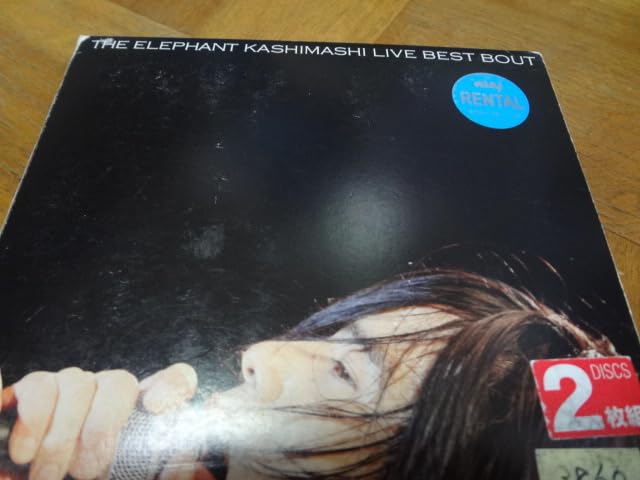 THE ELEPHANT KASHIMASHI LIVE BEST BOUT
RENTAL
2
DISCS
枚組